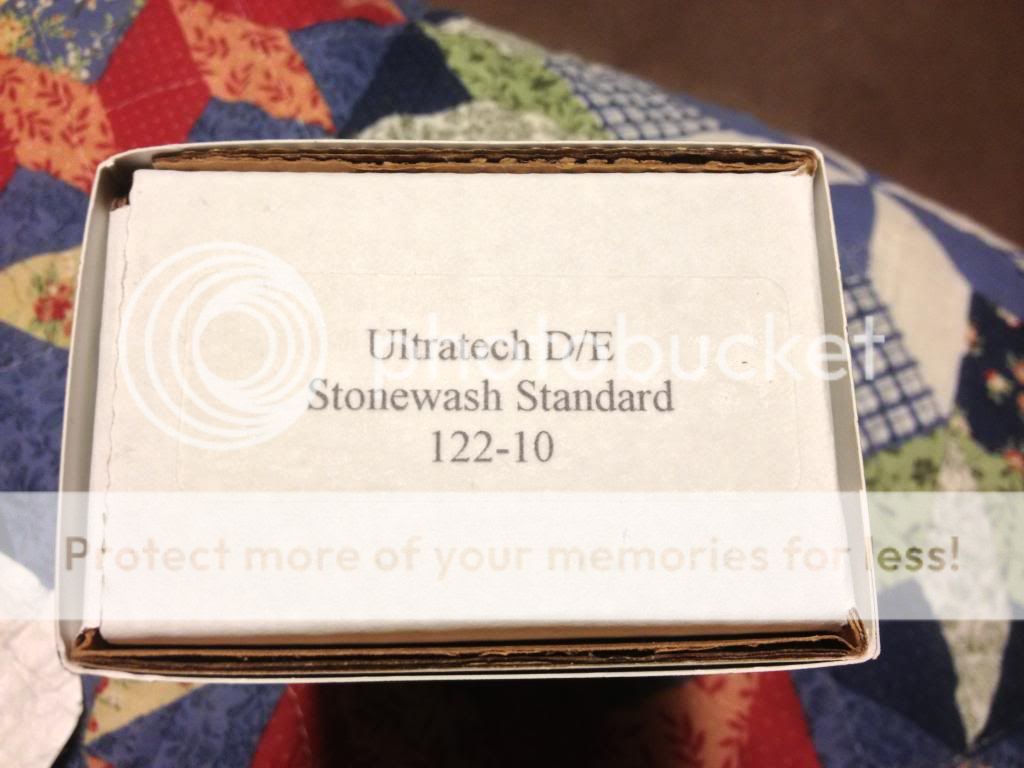 Ultratech D/E
Stonewash Standard
122-10
photobucket
Protect more of your memories for less!